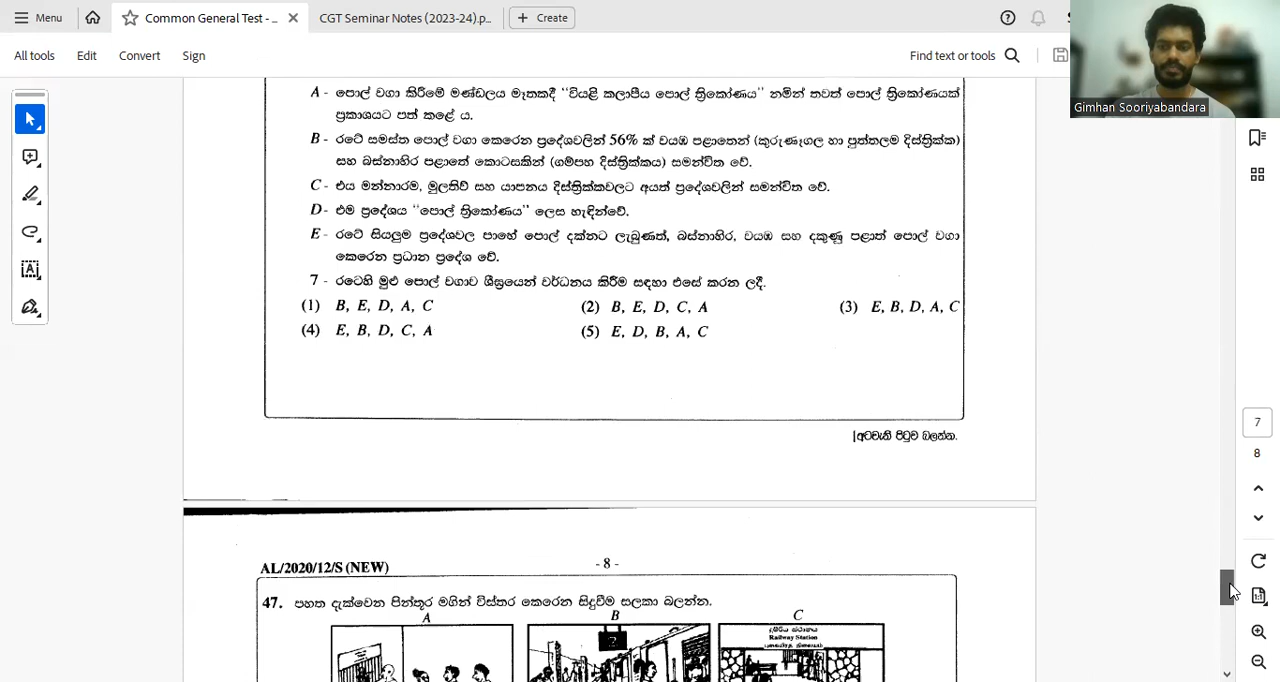 Menu
Common General Test - ...
CGT Seminar Notes (2023-24).p...
Create
All tools
Edit
Convert
Sign
Find text or tools
Gimhan Sooriyabandara
A - පොල් වගා කිරීමේ මණ්ඩලය මෑතකදී “වියළි කලාපීය පොල් ත්‍රිකෝණය” නමින් තවත් පොල් ත්‍රිකෝණයක්
ප්‍රකාශයට පත් කළේ ය.
B - රටේ සමස්ත පොල් වගා කෙරෙන ප්‍රදේශවලින් 56% ක් වයඹ පළාතෙන් (කුරුණෑගල හා පුත්තලම දිස්ත්‍රික්ක)
සහ බස්නාහිර පළාතේ කොටසකින් (ගම්පහ දිස්ත්‍රික්කය) සමන්විත වේ.
C - එය මන්නාරම, මුලතිව් සහ යාපනය දිස්ත්‍රික්කවලට අයත් ප්‍රදේශවලින් සමන්විත වේ.
D - එම ප්‍රදේශය “පොල් ත්‍රිකෝණය” ලෙස හැඳින්වේ.
E - රටේ සියලුම ප්‍රදේශවල පාහේ පොල් දක්නට ලැබුණත්, බස්නාහිර, වයඹ සහ දකුණු පළාත් පොල් වගා
කෙරෙන ප්‍රධාන ප්‍රදේශ වේ.
7 - රටෙහි මුළු පොල් වගාව ශීඝ්‍රයෙන් වර්ධනය කිරීම සඳහා එසේ කරන ලදී.
(1) B, E, D, A, C (2) B, E, D, C, A (3) E, B, D, A, C
(4) E, B, D, C, A (5) E, D, B, A, C
[අටවැනි පිටුව බලන්න.
7
8
AL/2020/12/S (NEW) - 8 -
47. පහත දැක්වෙන පින්තූර මගින් විස්තර කෙරෙන සිදුවීම සලකා බලන්න.
A B C
?
දුම්රිය ස්ථානය
Railway Station